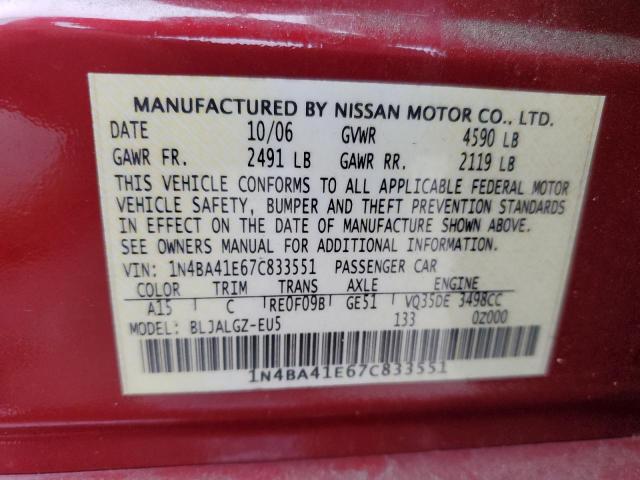 MANUFACTURED BY NISSAN MOTOR CO., LTD.
DATE 10/06 GVWR 4590 LB
GAWR FR. 2491 LB GAWR RR. 2119 LB
THIS VEHICLE CONFORMS TO ALL APPLICABLE FEDERAL MOTOR
VEHICLE SAFETY, BUMPER AND THEFT PREVENTION STANDARDS
IN EFFECT ON THE DATE OF MANUFACTURE SHOWN ABOVE.
SEE OWNERS MANUAL FOR ADDITIONAL INFORMATION.
VIN: 1N4BA41E67C833551 PASSENGER CAR
COLOR TRIM TRANS AXLE ENGINE
A15 C RE0F09B GE51 VQ35DE 3498CC
MODEL: BLJALGZ-EU5 133 0Z000
1N4BA41E67C833551